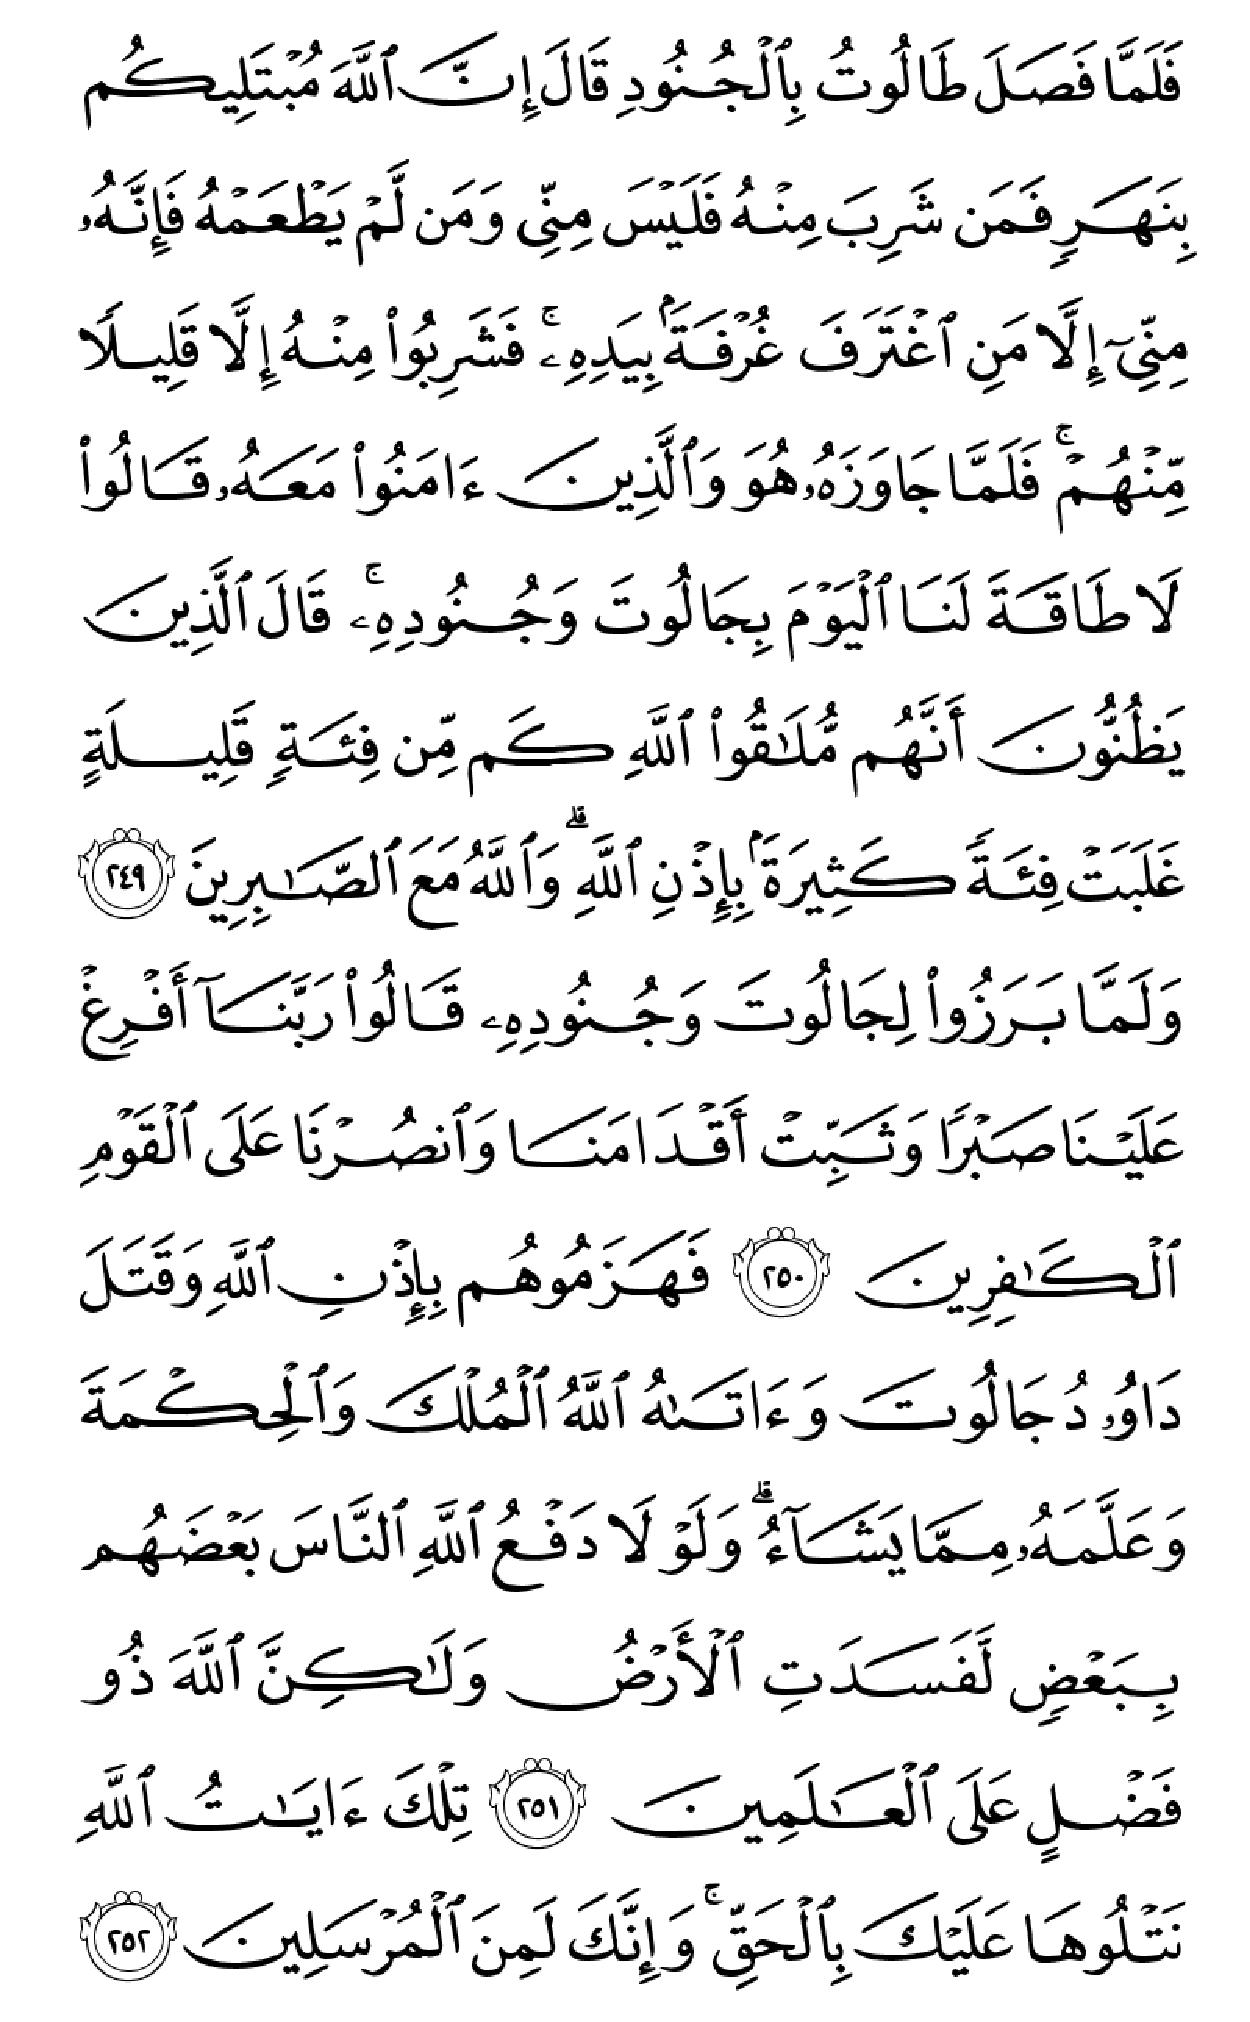 فَلَمَّا فَصَلَ طَالُوتُ بِٱلۡجُنُودِ قَالَ إِنَّ ٱللَّهَ مُبۡتَلِيكُم
بِنَهَرٖ فَمَن شَرِبَ مِنۡهُ فَلَيۡسَ مِنِّي وَمَن لَّمۡ يَطۡعَمۡهُ فَإِنَّهُۥ
مِنِّيٓ إِلَّا مَنِ ٱغۡتَرَفَ غُرۡفَةَۢ بِيَدِهِۦۚ فَشَرِبُواْ مِنۡهُ إِلَّا قَلِيلٗا
مِّنۡهُمۡۚ فَلَمَّا جَاوَزَهُۥ هُوَ وَٱلَّذِينَ ءَامَنُواْ مَعَهُۥ قَالُواْ
لَا طَاقَةَ لَنَا ٱلۡيَوۡمَ بِجَالُوتَ وَجُنُودِهِۦۚ قَالَ ٱلَّذِينَ
يَظُنُّونَ أَنَّهُم مُّلَٰقُواْ ٱللَّهِ كَم مِّن فِئَةٖ قَلِيلَةٍ
غَلَبَتۡ فِئَةٗ كَثِيرَةَۢ بِإِذۡنِ ٱللَّهِۗ وَٱللَّهُ مَعَ ٱلصَّٰبِرِينَ ٢٤٩
وَلَمَّا بَرَزُواْ لِجَالُوتَ وَجُنُودِهِۦ قَالُواْ رَبَّنَآ أَفۡرِغۡ
عَلَيۡنَا صَبۡرٗا وَثَبِّتۡ أَقۡدَامَنَا وَٱنصُرۡنَا عَلَى ٱلۡقَوۡمِ
ٱلۡكَٰفِرِينَ ٢٥٠ فَهَزَمُوهُم بِإِذۡنِ ٱللَّهِ وَقَتَلَ
دَاوُۥدُ جَالُوتَ وَءَاتَىٰهُ ٱللَّهُ ٱلۡمُلۡكَ وَٱلۡحِكۡمَةَ
وَعَلَّمَهُۥ مِمَّا يَشَآءُۗ وَلَوۡلَا دَفۡعُ ٱللَّهِ ٱلنَّاسَ بَعۡضَهُم
بِبَعۡضٖ لَّفَسَدَتِ ٱلۡأَرۡضُ وَلَٰكِنَّ ٱللَّهَ ذُو
فَضۡلٍ عَلَى ٱلۡعَٰلَمِينَ ٢٥١ تِلۡكَ ءَايَٰتُ ٱللَّهِ
نَتۡلُوهَا عَلَيۡكَ بِٱلۡحَقِّۚ وَإِنَّكَ لَمِنَ ٱلۡمُرۡسَلِينَ ٢٥٢